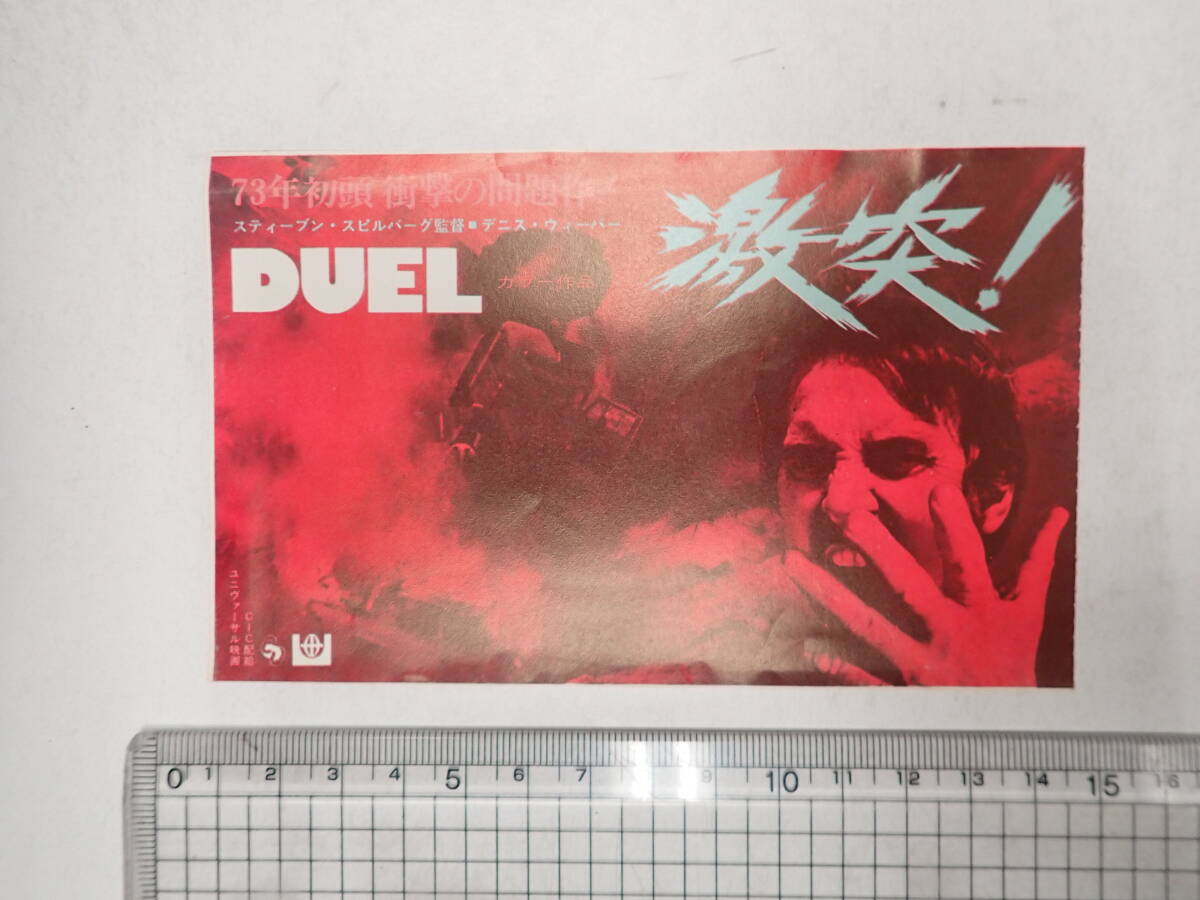 73年初頭 衝撃の問題作!
スティーブン・スピルバーグ監督■デニス・ウィーバー
DUEL
カラー作品
激突!
CIC配給
ユニヴァーサル映画
0 1 2 3 4 5 6 7 9 10 11 12 13 14 15 16